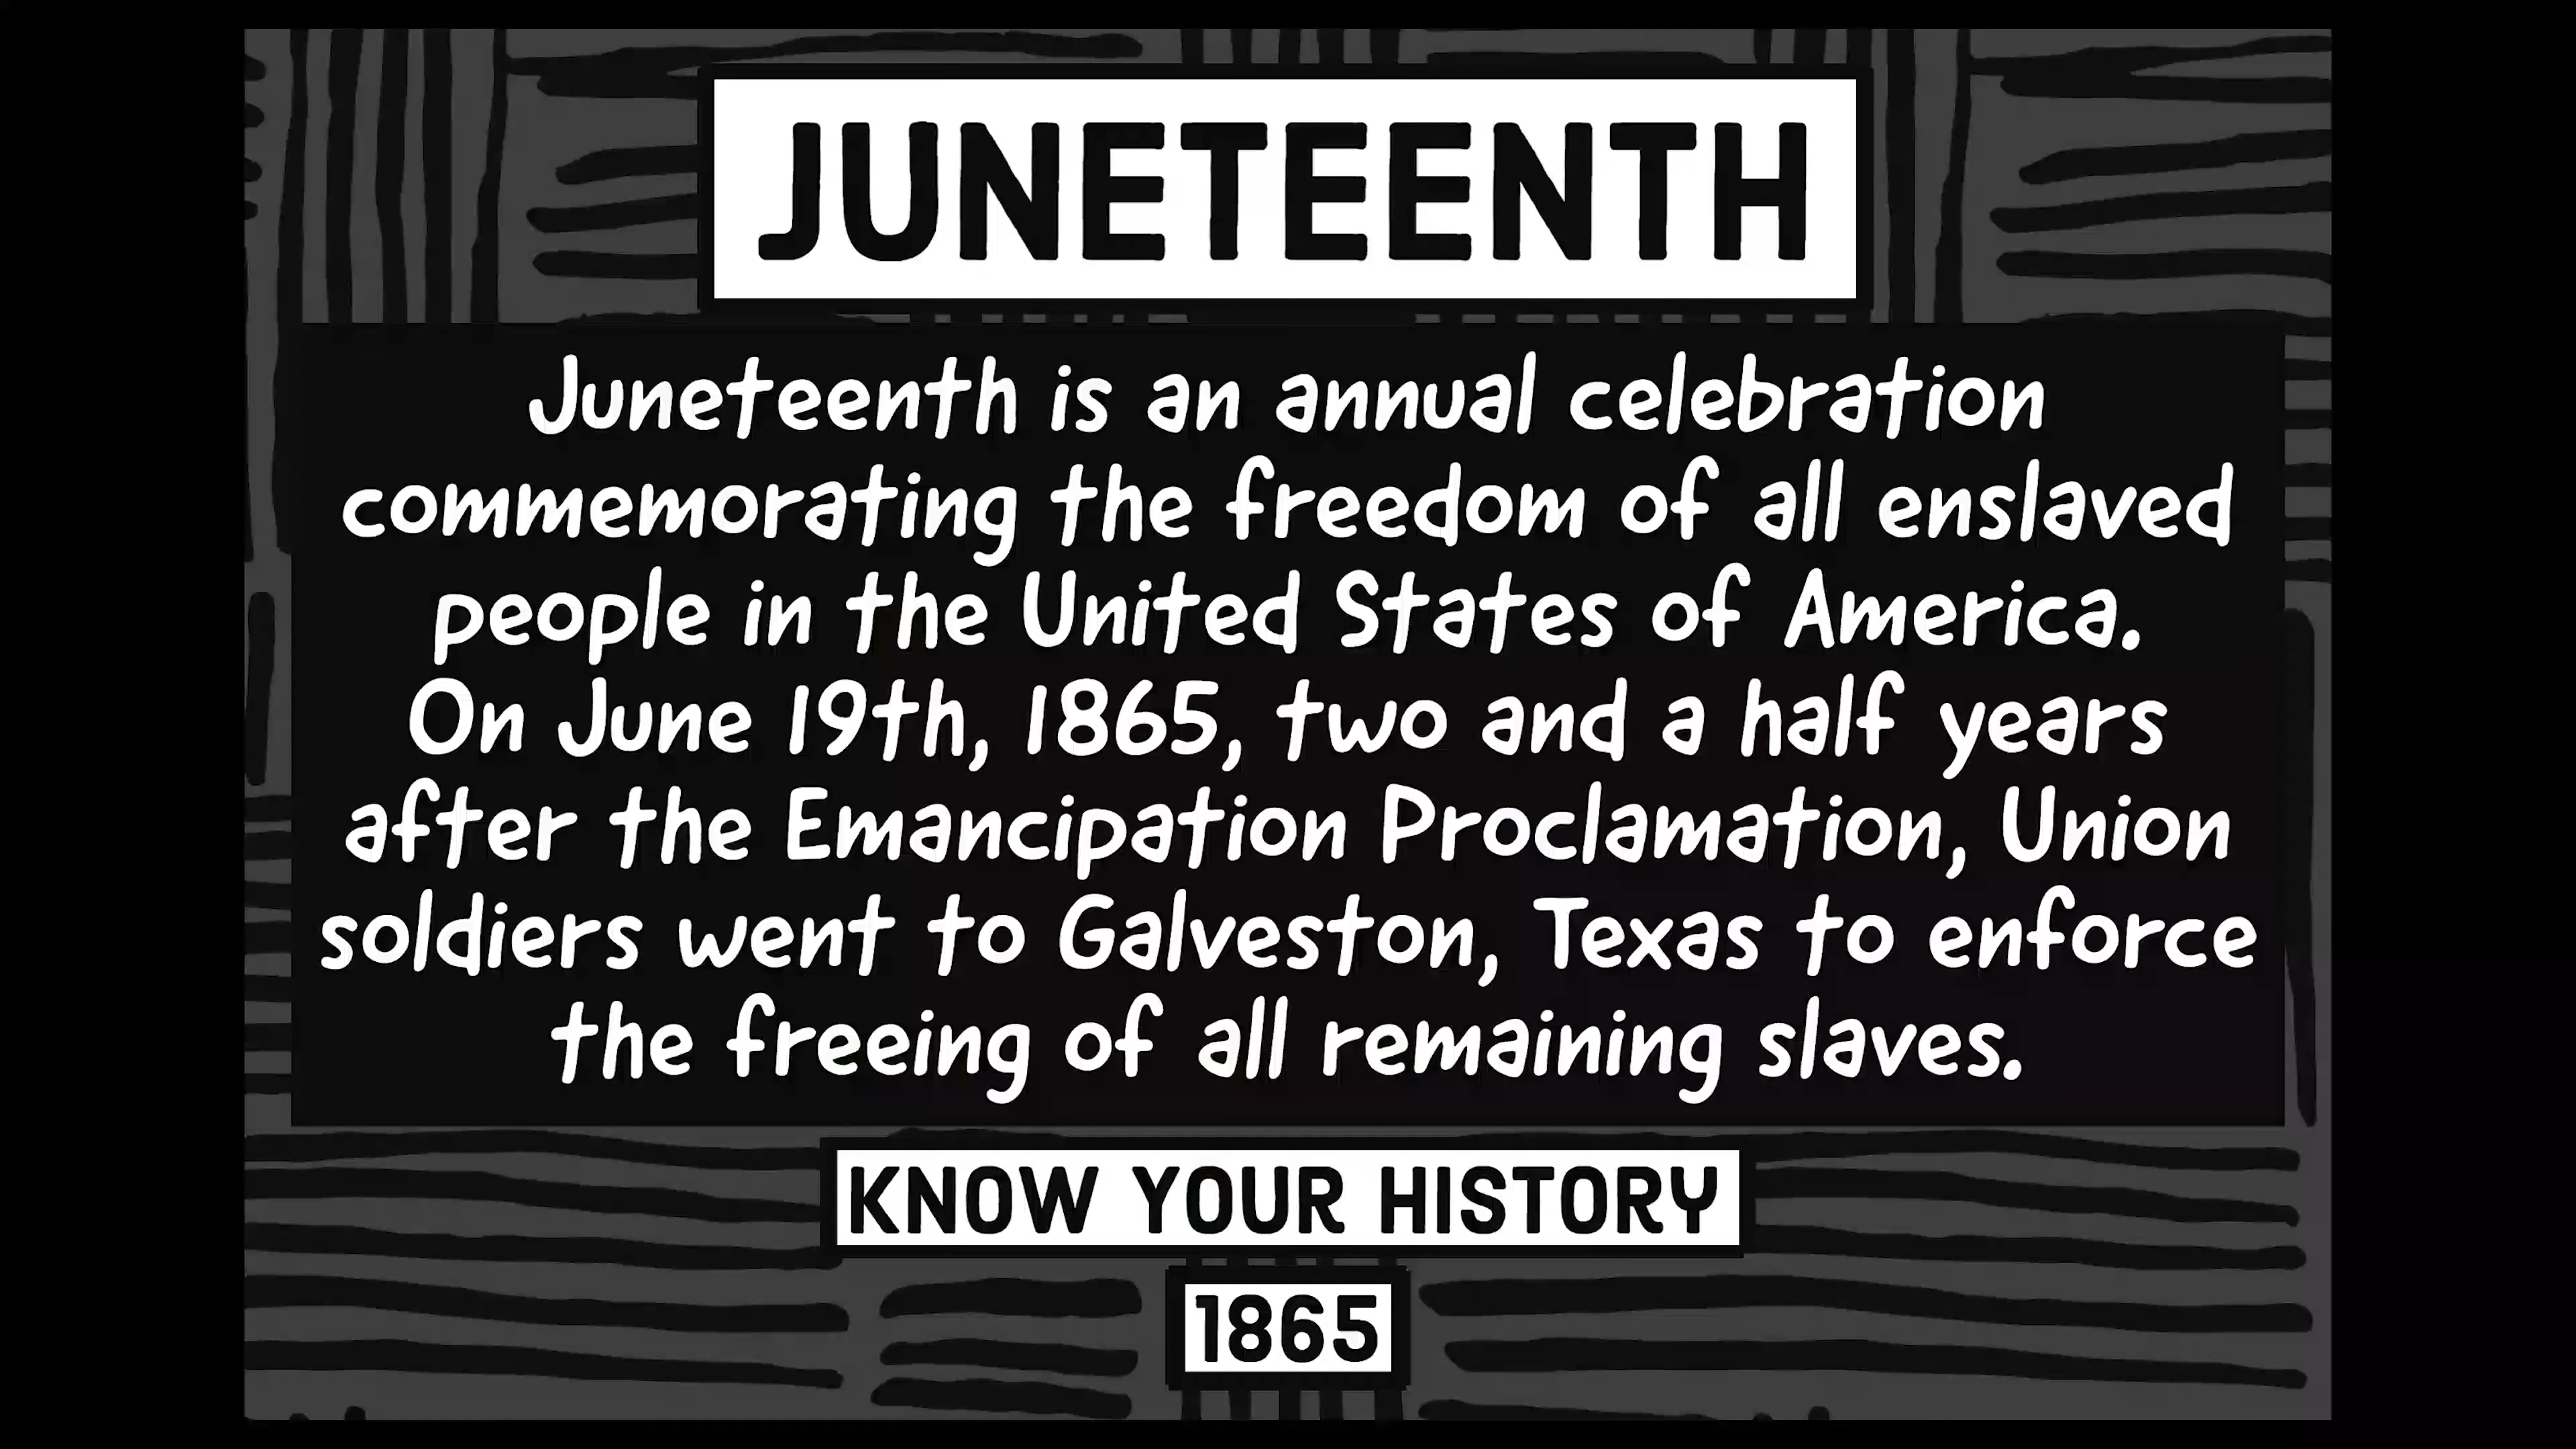 JUNETEENTH
Juneteenth is an annual celebration
commemorating the freedom of all enslaved
people in the United States of America.
On June 19th, 1865, two and a half years
after the Emancipation Proclamation, Union
soldiers went to Galveston, Texas to enforce
the freeing of all remaining slaves.
KNOW YOUR HISTORY
1865